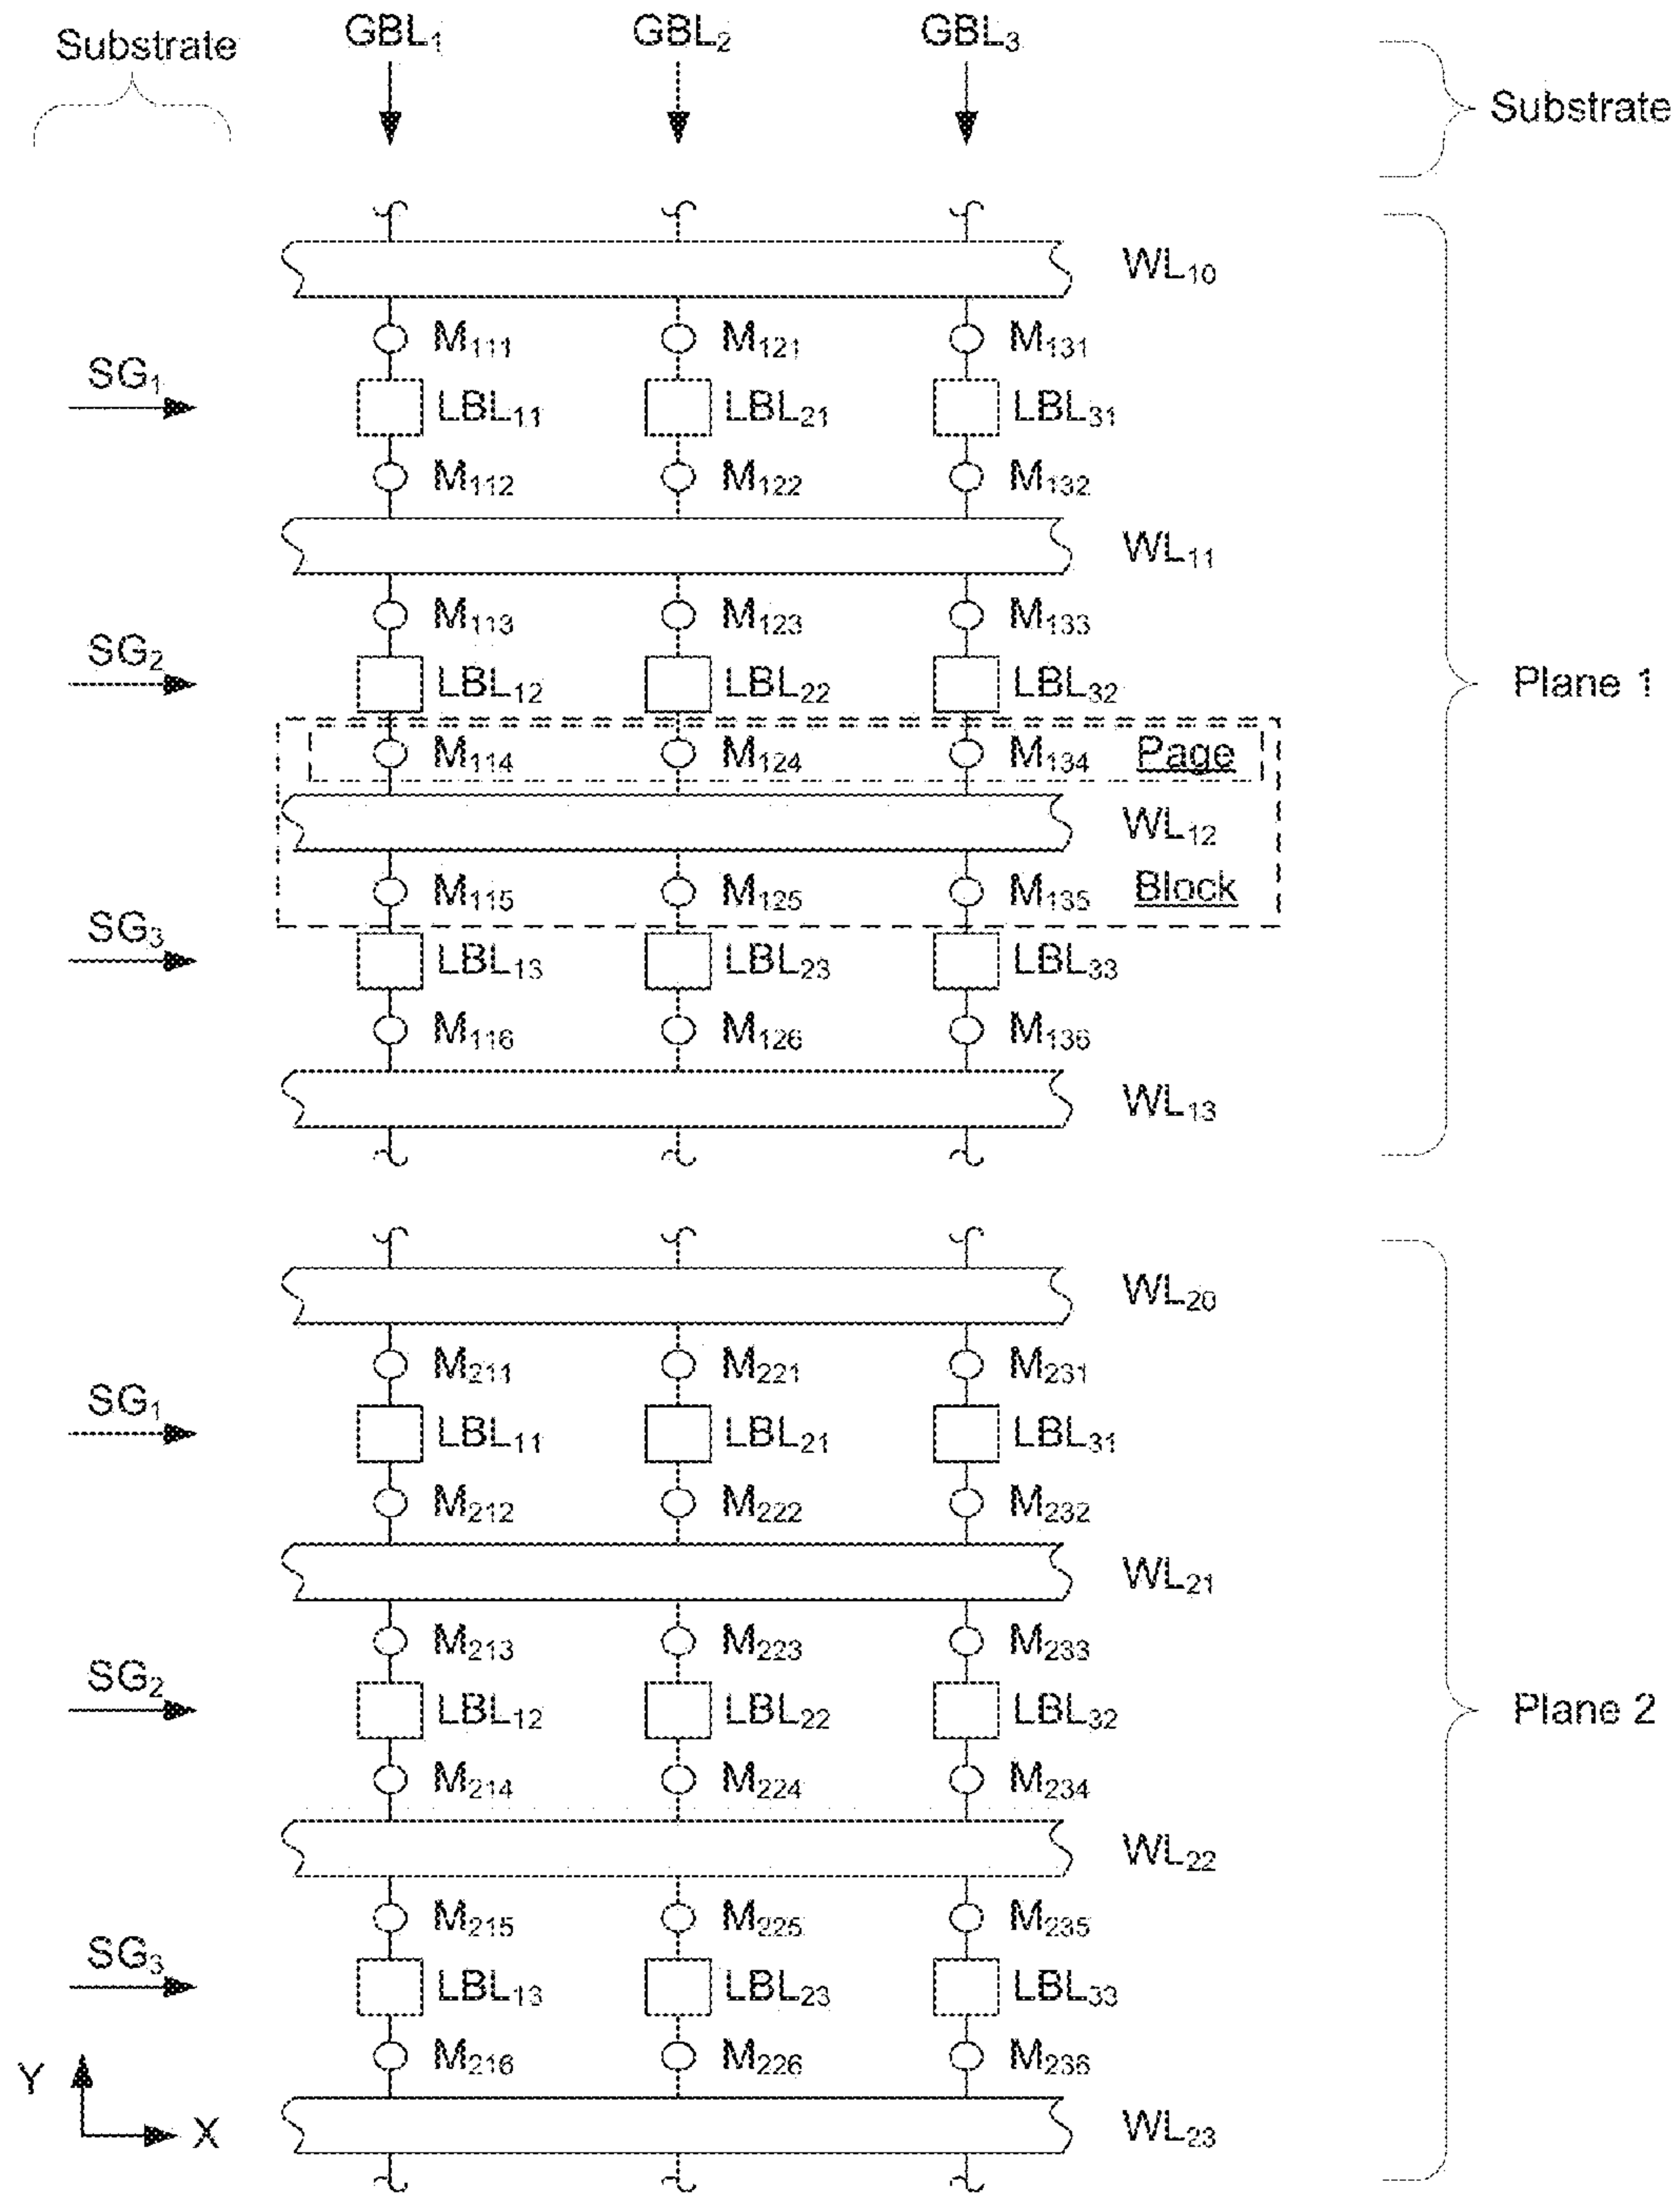 Substrate GBL₁ GBL₂ GBL₃
Substrate
WL₁₀
M₁₁₁ M₁₂₁ M₁₃₁
SG₁ LBL₁₁ LBL₂₁ LBL₃₁
M₁₁₂ M₁₂₂ M₁₃₂
WL₁₁
M₁₁₃ M₁₂₃ M₁₃₃
SG₂ LBL₁₂ LBL₂₂ LBL₃₂ Plane 1
M₁₁₄ M₁₂₄ M₁₃₄ Page
WL₁₂
M₁₁₅ M₁₂₅ M₁₃₅ Block
SG₃ LBL₁₃ LBL₂₃ LBL₃₃
M₁₁₆ M₁₂₆ M₁₃₆
WL₁₃
WL₂₀
M₂₁₁ M₂₂₁ M₂₃₁
SG₁ LBL₁₁ LBL₂₁ LBL₃₁
M₂₁₂ M₂₂₂ M₂₃₂
WL₂₁
M₂₁₃ M₂₂₃ M₂₃₃
SG₂ LBL₁₂ LBL₂₂ LBL₃₂ Plane 2
M₂₁₄ M₂₂₄ M₂₃₄
WL₂₂
M₂₁₅ M₂₂₅ M₂₃₅
SG₃ LBL₁₃ LBL₂₃ LBL₃₃
M₂₁₆ M₂₂₆ M₂₃₆
Y
X WL₂₃